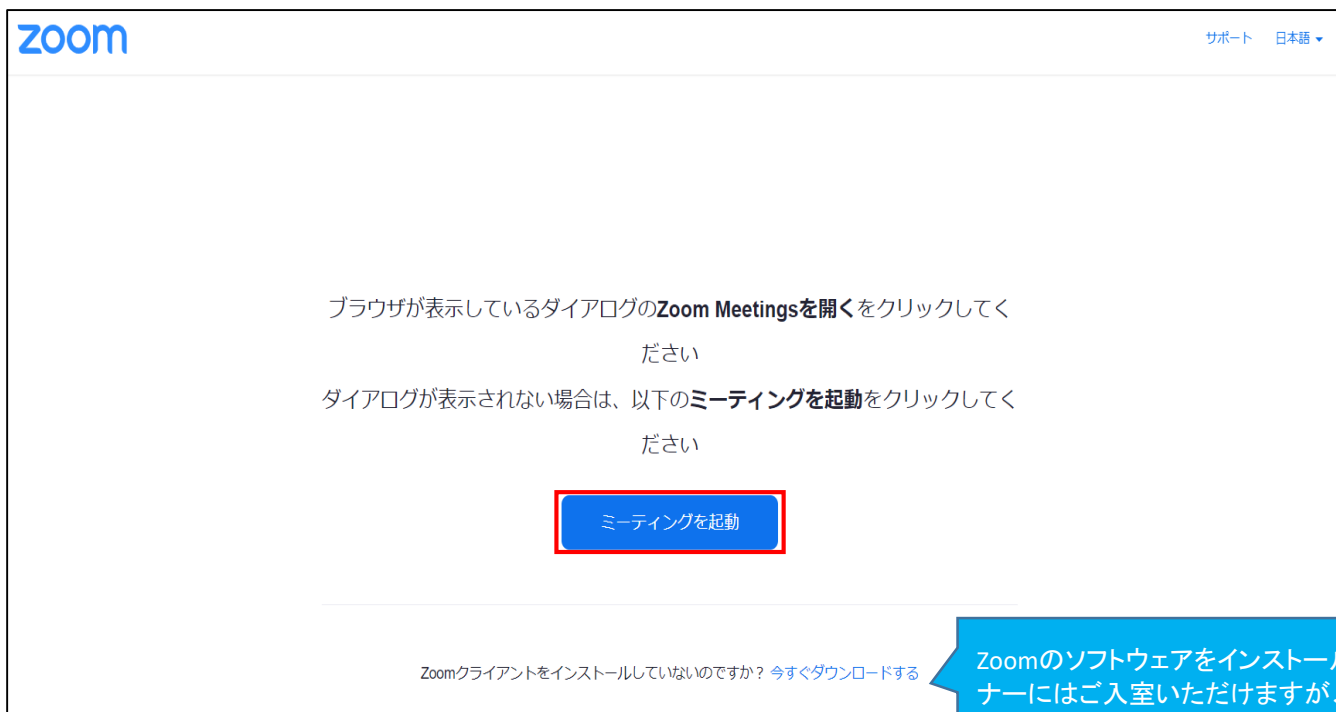 zoom
サポート 日本語
ブラウザが表示しているダイアログのZoom Meetingsを開くをクリックしてく
ださい
ダイアログが表示されない場合は、以下のミーティングを起動をクリックしてく
ださい
ミーティングを起動
Zoomクライアントをインストールしていないのですか？今すぐダウンロードする
Zoomのソフトウェアをインストール
ナーにはご入室いただけますが、